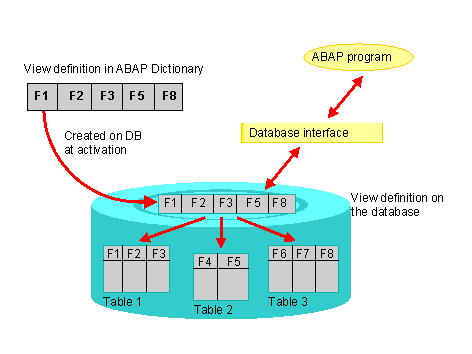 ABAP program
View definition in ABAP Dictionary
F1 F2 F3 F5 F8
Created on DB
at activation
Database interface
View definition on
the database
F1 F2 F3 F5 F8
F1 F2 F3
F4 F5
F6 F7 F8
Table 1
Table 2
Table 3